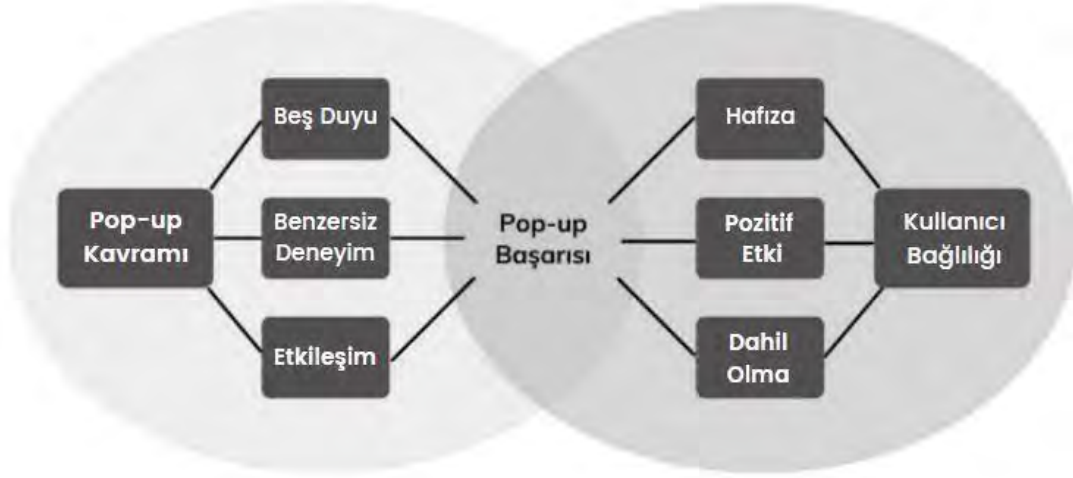 Pop-up
Kavramı
Beş Duyu
Benzersiz
Deneyim
Etkileşim
Pop-up
Başarısı
Hafıza
Pozitif
Etki
Dahil
Olma
Kullanıcı
Bağlılığı